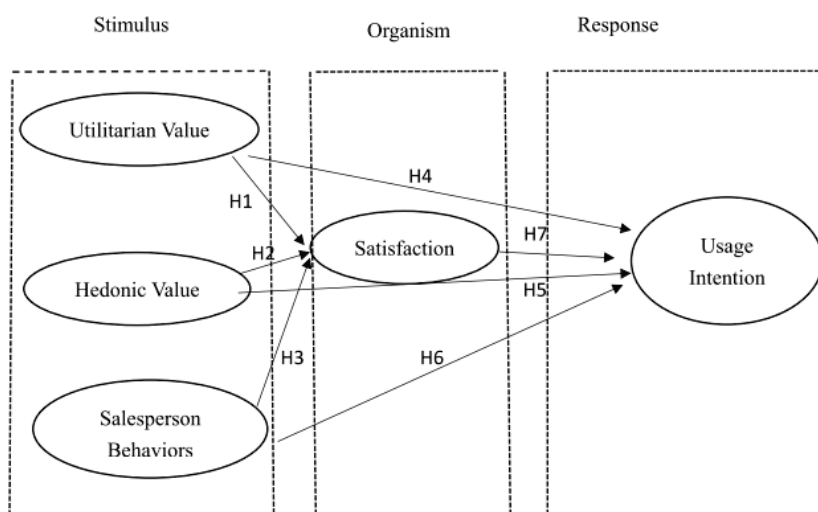 Stimulus
Organism
Response
Utilitarian Value
H4
H1
H2
Satisfaction
H7
Usage
Intention
Hedonic Value
H5
H3
H6
Salesperson
Behaviors